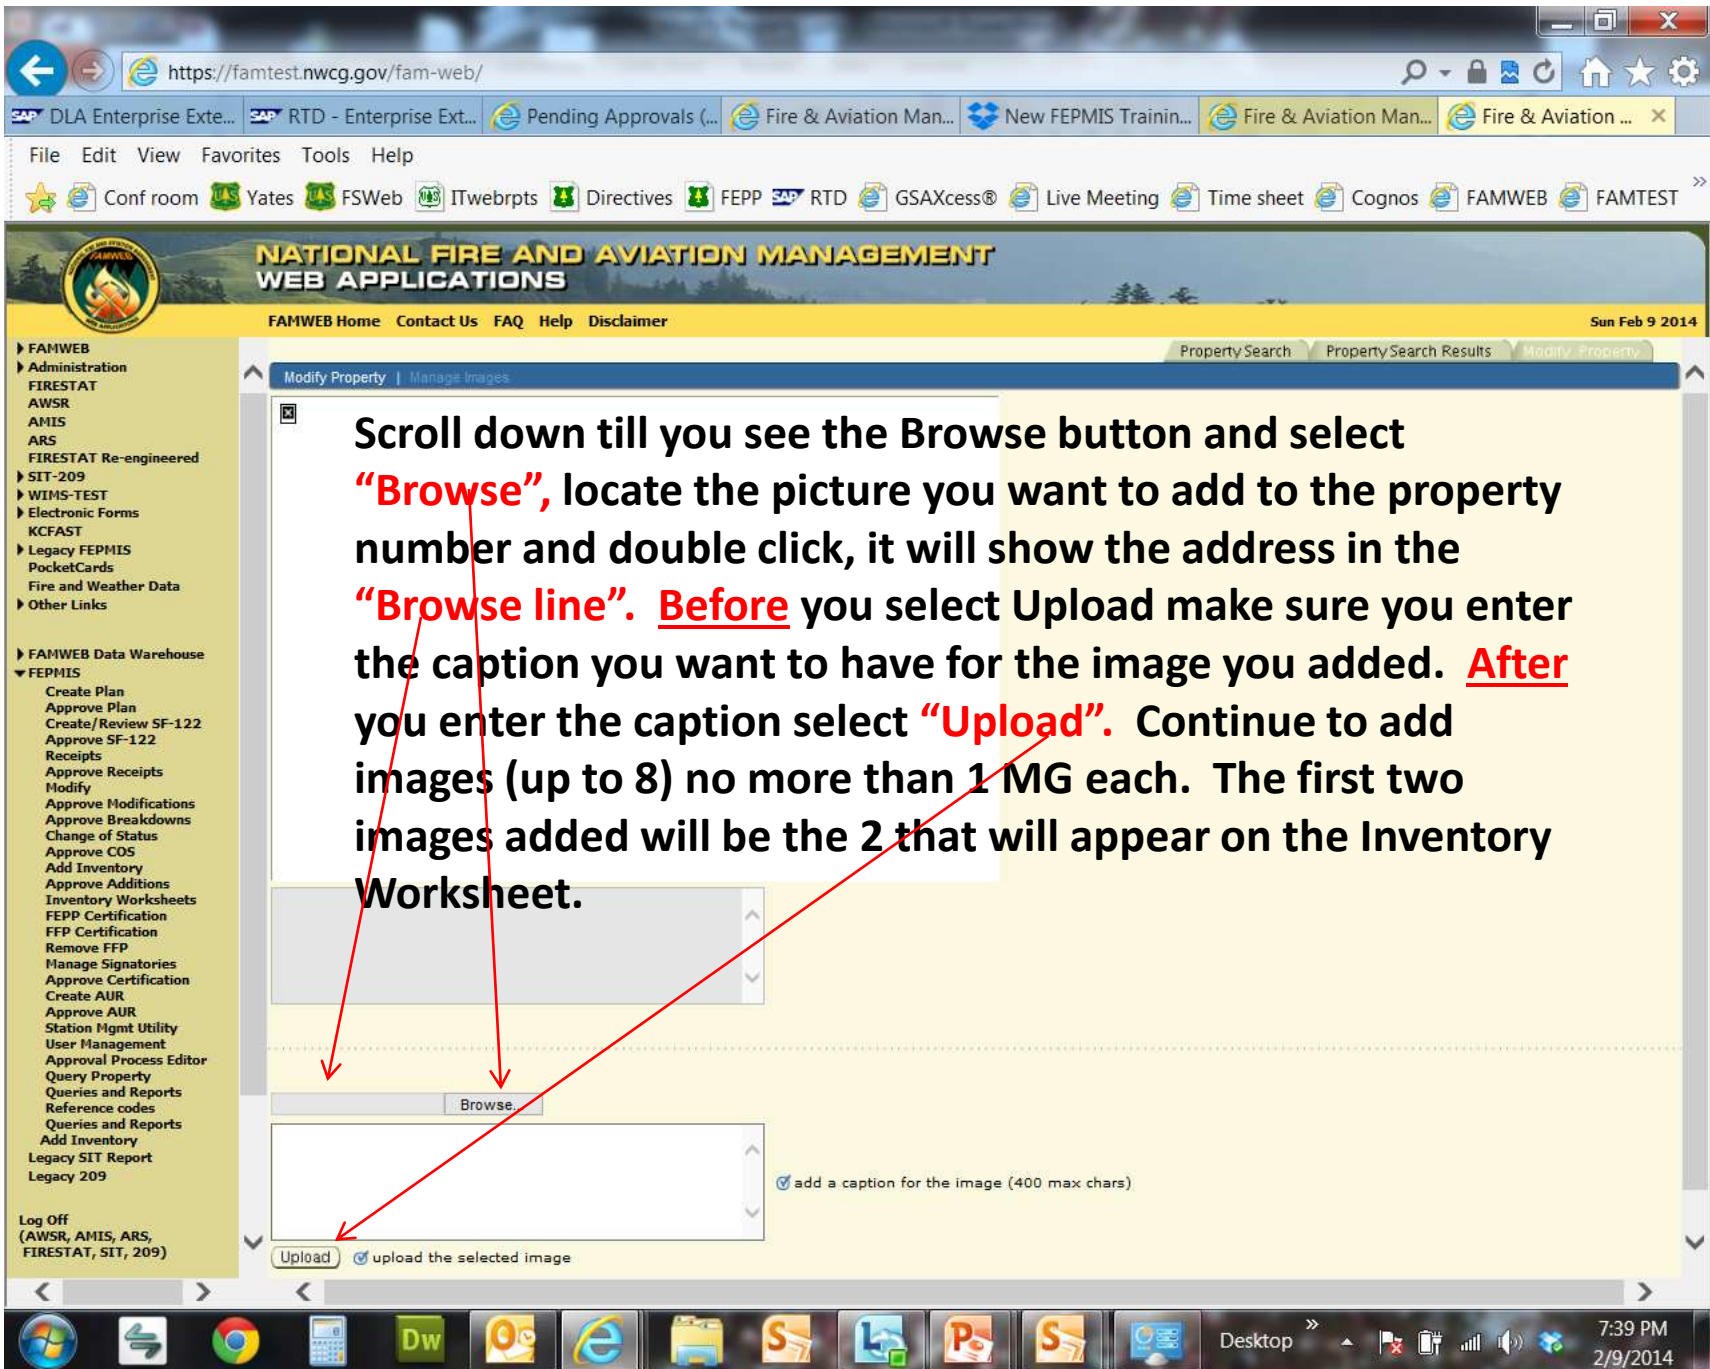 https://famtest.nwcg.gov/fam-web/
DLA Enterprise Exte... RTD - Enterprise Ext... Pending Approvals (... Fire & Aviation Man... New FEPMIS Trainin... Fire & Aviation Man... Fire & Aviation ...
File Edit View Favorites Tools Help
Conf room Yates FSWeb ITwebrpts Directives FEPP RTD GSAXcess® Live Meeting Time sheet Cognos FAMWEB FAMTEST
NATIONAL FIRE AND AVIATION MANAGEMENT
WEB APPLICATIONS
FAMWEB Home Contact Us FAQ Help Disclaimer Sun Feb 9 2014
Property Search Property Search Results Modify Property
Modify Property | Manage Images
FAMWEB
Administration
FIRESTAT
AWSR
AMIS
ARS
FIRESTAT Re-engineered
SIT-209
WIMS-TEST
Electronic Forms
KCFAST
Legacy FEPMIS
PocketCards
Fire and Weather Data
Other Links
FAMWEB Data Warehouse
FEPMIS
Create Plan
Approve Plan
Create/Review SF-122
Approve SF-122
Receipts
Approve Receipts
Modify
Approve Modifications
Approve Breakdowns
Change of Status
Approve COS
Add Inventory
Approve Additions
Inventory Worksheets
FEPP Certification
FFP Certification
Remove FFP
Manage Signatories
Approve Certification
Create AUR
Approve AUR
Station Mgmt Utility
User Management
Approval Process Editor
Query Property
Queries and Reports
Reference codes
Queries and Reports
Add Inventory
Legacy SIT Report
Legacy 209
Log Off
(AWSR, AMIS, ARS,
FIRESTAT, SIT, 209)
Scroll down till you see the Browse button and select
“Browse”, locate the picture you want to add to the property
number and double click, it will show the address in the
“Browse line”. Before you select Upload make sure you enter
the caption you want to have for the image you added. After
you enter the caption select “Upload”. Continue to add
images (up to 8) no more than 1 MG each. The first two
images added will be the 2 that will appear on the Inventory
Worksheet.
Browse...
add a caption for the image (400 max chars)
Upload upload the selected image
Desktop
7:39 PM
2/9/2014